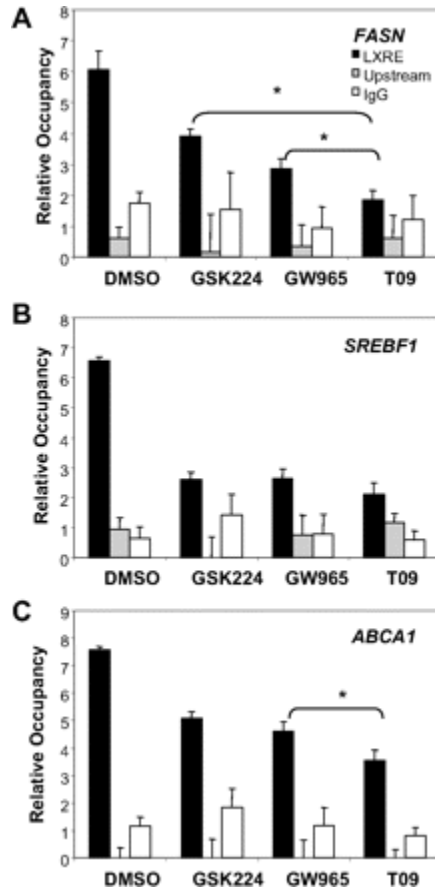 A
FASN
LXRE
Upstream
IgG
*
*
Relative Occupancy
8
7
6
5
4
3
2
1
0
DMSO GSK224 GW965 T09
B
SREBF1
Relative Occupancy
8
7
6
5
4
3
2
1
0
DMSO GSK224 GW965 T09
C
ABCA1
*
Relative Occupancy
9
8
7
6
5
4
3
2
1
0
DMSO GSK224 GW965 T09